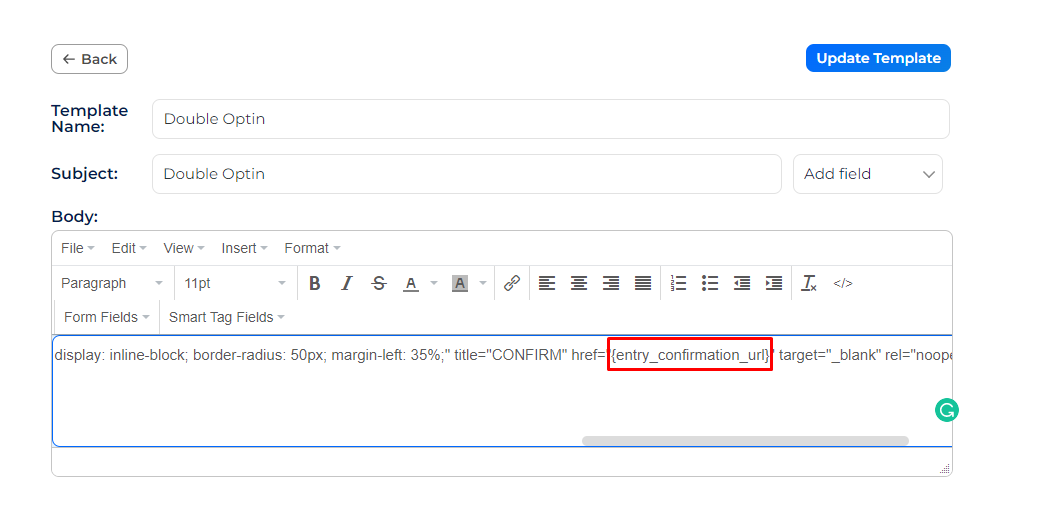 ← Back
Update Template
Template
Name:
Double Optin
Subject:
Double Optin
Add field
Body:
File Edit View Insert Format
Paragraph 11pt B I S A A </>
Form Fields Smart Tag Fields
display: inline-block; border-radius: 50px; margin-left: 35%;" title="CONFIRM" href="{entry_confirmation_url}" target="_blank" rel="noope